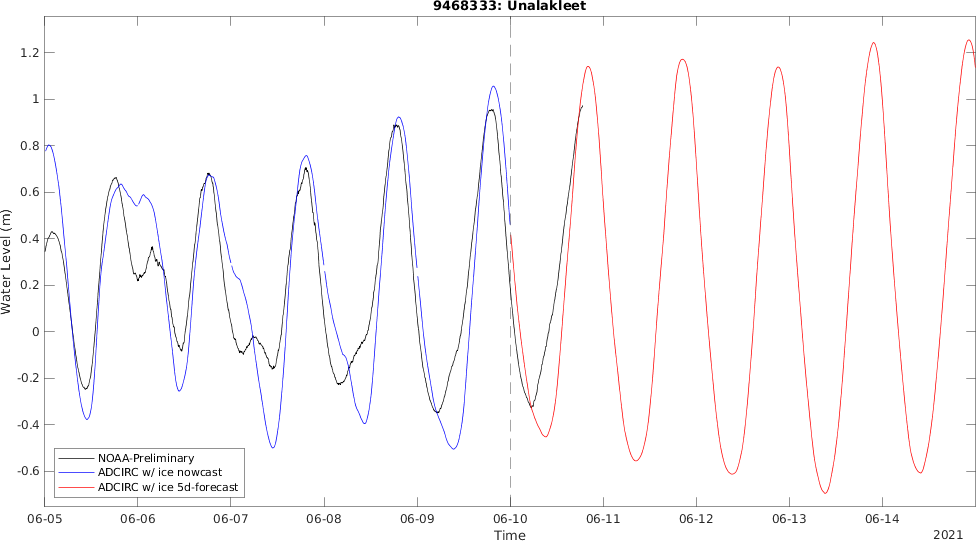 9468333: Unalakleet
1.2
1
0.8
0.6
0.4
0.2
0
-0.2
-0.4
-0.6
Water Level (m)
NOAA-Preliminary
ADCIRC w/ ice nowcast
ADCIRC w/ ice 5d-forecast
06-05 06-06 06-07 06-08 06-09 06-10 06-11 06-12 06-13 06-14
Time
2021